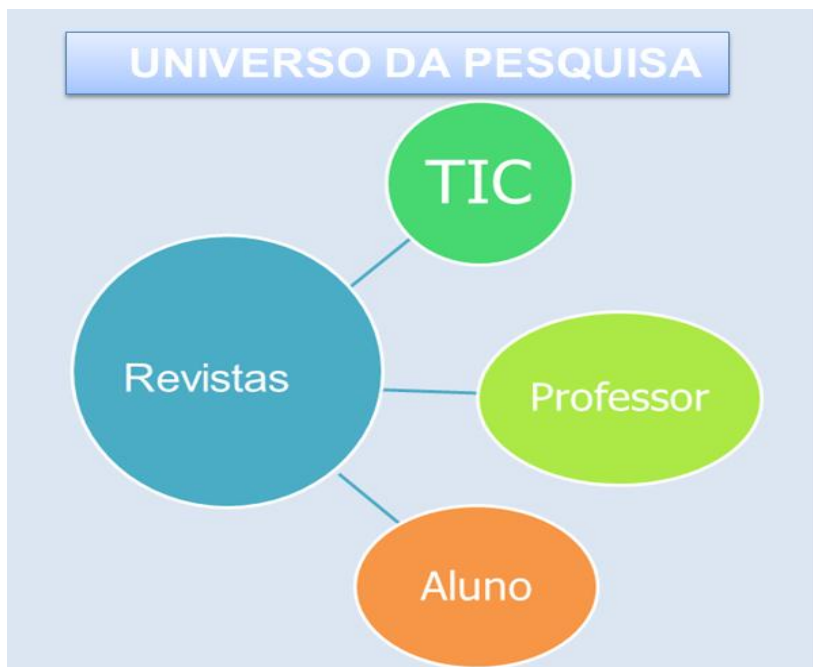 UNIVERSO DA PESQUISA
TIC
Revistas
Professor
Aluno